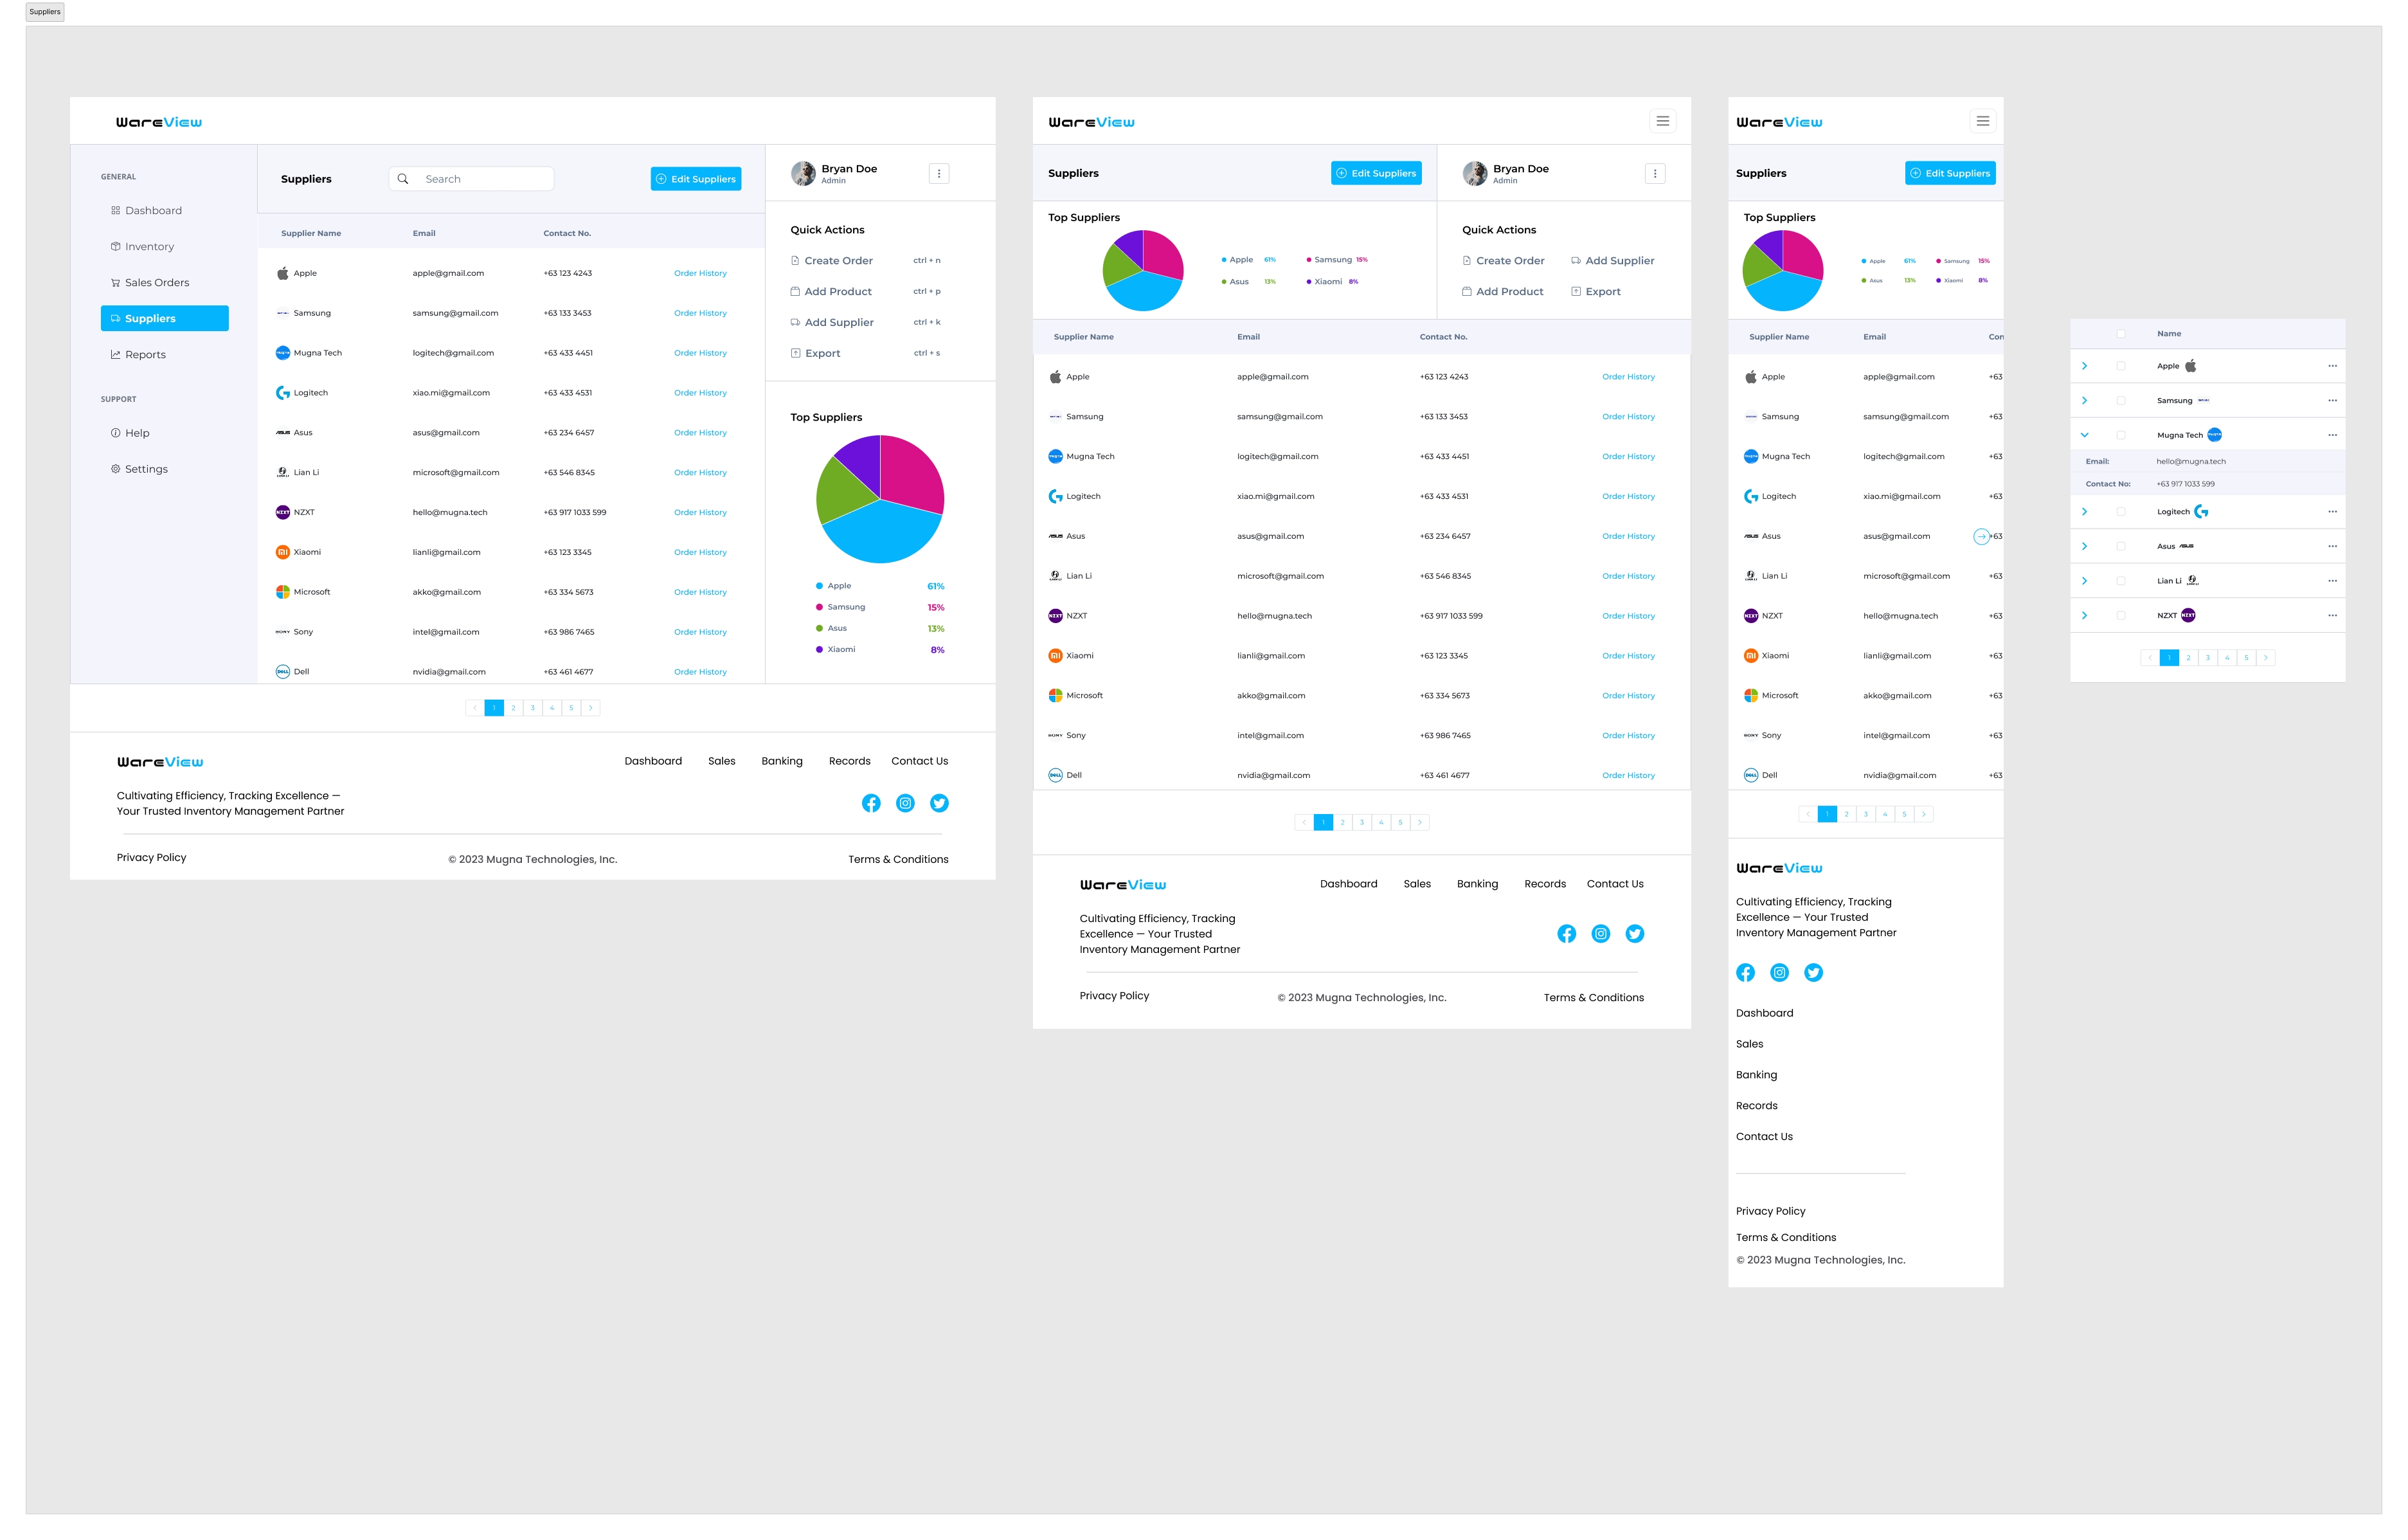 Suppliers
WareView
GENERAL
Dashboard
Inventory
Sales Orders
Suppliers
Reports
SUPPORT
Help
Settings
Suppliers
Search
Edit Suppliers
Supplier Name Email Contact No.
Apple apple@gmail.com +63 123 4243 Order History
Samsung samsung@gmail.com +63 133 3453 Order History
Mugna Tech logitech@gmail.com +63 433 4451 Order History
Logitech xiao.mi@gmail.com +63 433 4531 Order History
Asus asus@gmail.com +63 234 6457 Order History
Lian Li microsoft@gmail.com +63 546 8345 Order History
NZXT NZXT hello@mugna.tech +63 917 1033 599 Order History
Xiaomi lianli@gmail.com +63 123 3345 Order History
Microsoft akko@gmail.com +63 334 5673 Order History
SONY Sony intel@gmail.com +63 986 7465 Order History
DELL Dell nvidia@gmail.com +63 461 4677 Order History
Bryan Doe
Admin
Quick Actions
Create Order ctrl + n
Add Product ctrl + p
Add Supplier ctrl + k
Export ctrl + s
Top Suppliers
Apple 61%
Samsung 15%
Asus 13%
Xiaomi 8%
< 1 2 3 4 5 >
WareView
Dashboard Sales Banking Records Contact Us
Cultivating Efficiency, Tracking Excellence —
Your Trusted Inventory Management Partner
Privacy Policy © 2023 Mugna Technologies, Inc. Terms & Conditions
WareView
Suppliers
Edit Suppliers
Bryan Doe
Admin
Top Suppliers
Apple 61% Samsung 15%
Asus 13% Xiaomi 8%
Quick Actions
Create Order Add Supplier
Add Product Export
Supplier Name Email Contact No.
Apple apple@gmail.com +63 123 4243 Order History
Samsung samsung@gmail.com +63 133 3453 Order History
Mugna Tech logitech@gmail.com +63 433 4451 Order History
Logitech xiao.mi@gmail.com +63 433 4531 Order History
Asus asus@gmail.com +63 234 6457 Order History
Lian Li microsoft@gmail.com +63 546 8345 Order History
NZXT NZXT hello@mugna.tech +63 917 1033 599 Order History
Xiaomi lianli@gmail.com +63 123 3345 Order History
Microsoft akko@gmail.com +63 334 5673 Order History
SONY Sony intel@gmail.com +63 986 7465 Order History
DELL Dell nvidia@gmail.com +63 461 4677 Order History
< 1 2 3 4 5 >
WareView
Dashboard Sales Banking Records Contact Us
Cultivating Efficiency, Tracking
Excellence — Your Trusted
Inventory Management Partner
Privacy Policy © 2023 Mugna Technologies, Inc. Terms & Conditions
WareView
Suppliers
Edit Suppliers
Top Suppliers
Apple 61% Samsung 15%
Asus 13% Xiaomi 8%
Supplier Name Email Con
Apple apple@gmail.com +63
Samsung samsung@gmail.com +63
Mugna Tech logitech@gmail.com +63
Logitech xiao.mi@gmail.com +63
Asus asus@gmail.com +63
Lian Li microsoft@gmail.com +63
NZXT NZXT hello@mugna.tech +63
Xiaomi lianli@gmail.com +63
Microsoft akko@gmail.com +63
SONY Sony intel@gmail.com +63
DELL Dell nvidia@gmail.com +63
< 1 2 3 4 5 >
WareView
Cultivating Efficiency, Tracking
Excellence — Your Trusted
Inventory Management Partner
Dashboard
Sales
Banking
Records
Contact Us
Privacy Policy
Terms & Conditions
© 2023 Mugna Technologies, Inc.
Name
Apple
Samsung
Mugna Tech
Email: hello@mugna.tech
Contact No: +63 917 1033 599
Logitech
Asus
Lian Li
NZXT NZXT
< 1 2 3 4 5 >